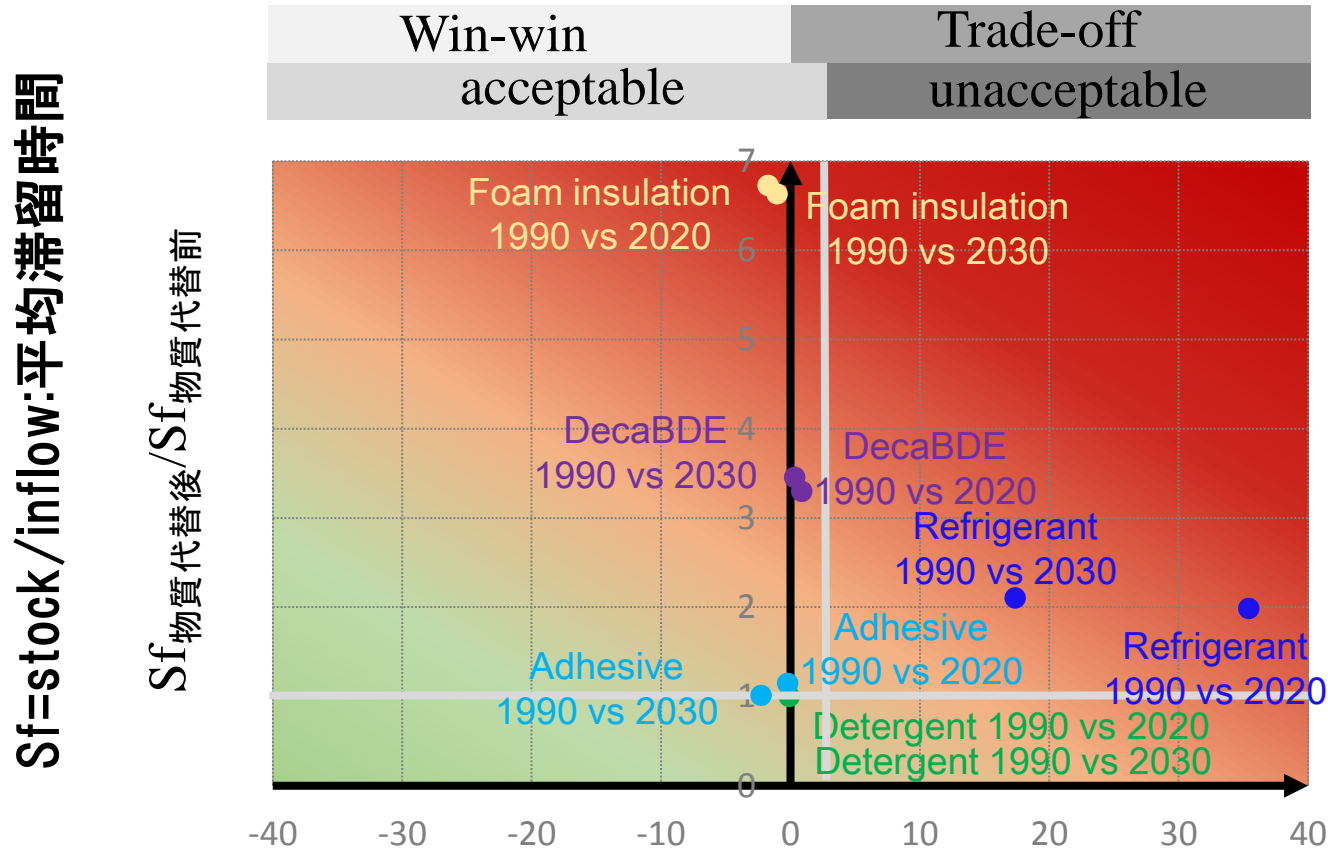 Win-win
Trade-off
acceptable
unacceptable
Sf=stock/inflow:平均滞留時間
Sf物質代替後/Sf物質代替前
7
6
5
4
3
2
1
0
Foam insulation
1990 vs 2020
Foam insulation
1990 vs 2030
DecaBDE
1990 vs 2030
DecaBDE
1990 vs 2020
Refrigerant
1990 vs 2030
Refrigerant
1990 vs 2020
Adhesive
1990 vs 2020
Adhesive
1990 vs 2030
Detergent 1990 vs 2020
Detergent 1990 vs 2030
-40 -30 -20 -10 0 10 20 30 40